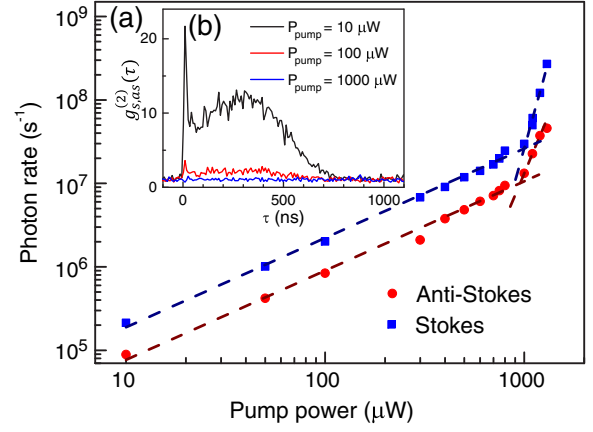 (a)
(b)
P_pump = 10 μW
P_pump = 100 μW
P_pump = 1000 μW
g_{s,as}^{(2)}(τ)
20
10
0
0
500
1000
τ (ns)
Photon rate (s⁻¹)
10⁹
10⁸
10⁷
10⁶
10⁵
Anti-Stokes
Stokes
10
100
1000
Pump power (μW)